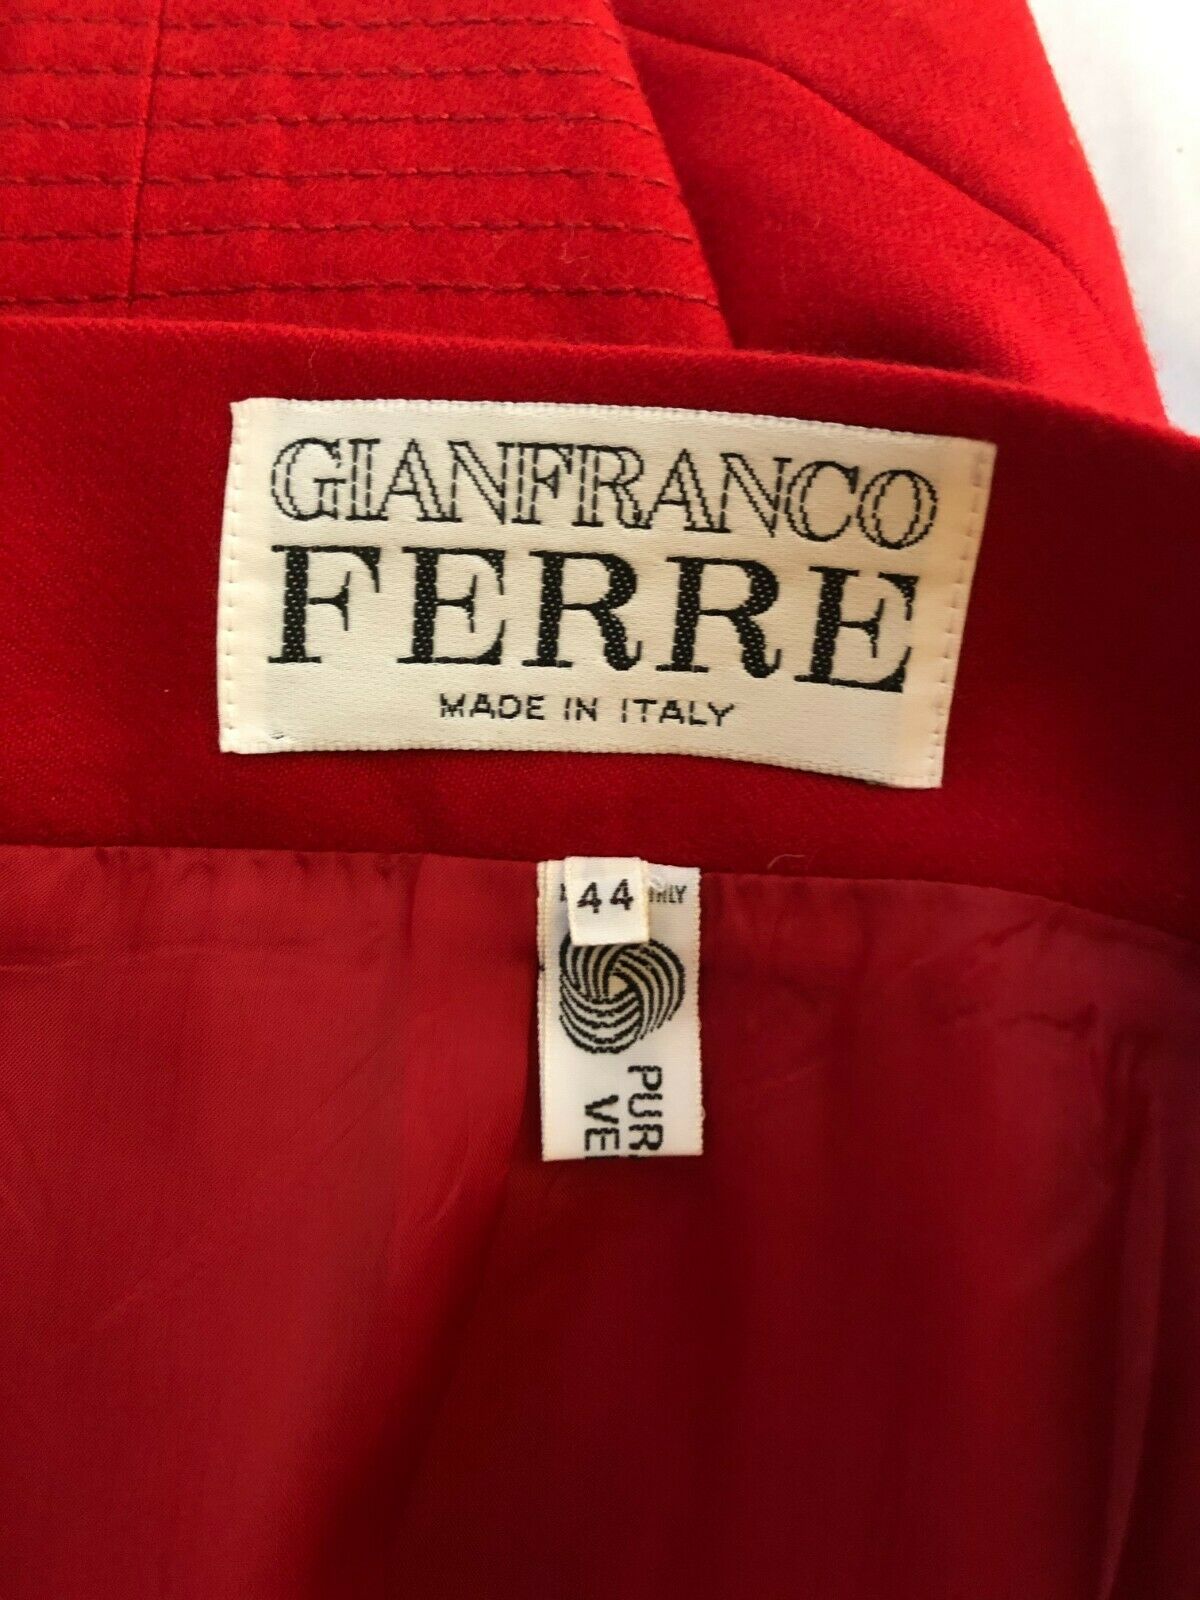 GIANFRANCO
FERRE
MADE IN ITALY
44
PUR
VE